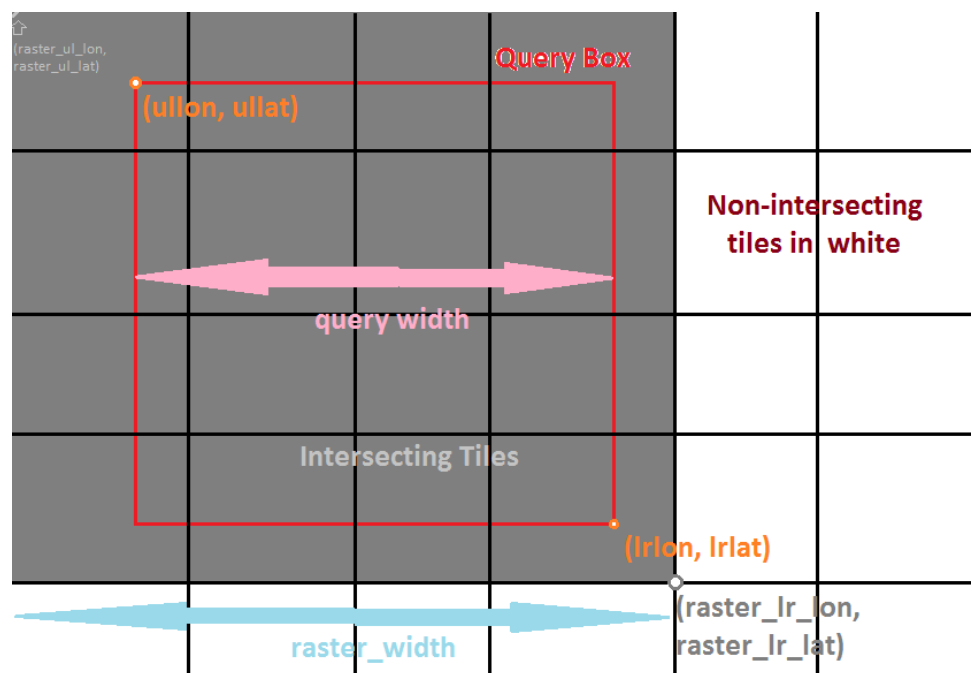 (raster_ul_lon,
raster_ul_lat)
Query Box
(ullon, ullat)
Non-intersecting
tiles in white
query width
Intersecting Tiles
(lrlon, lrlat)
(raster_lr_lon,
raster_lr_lat)
raster_width